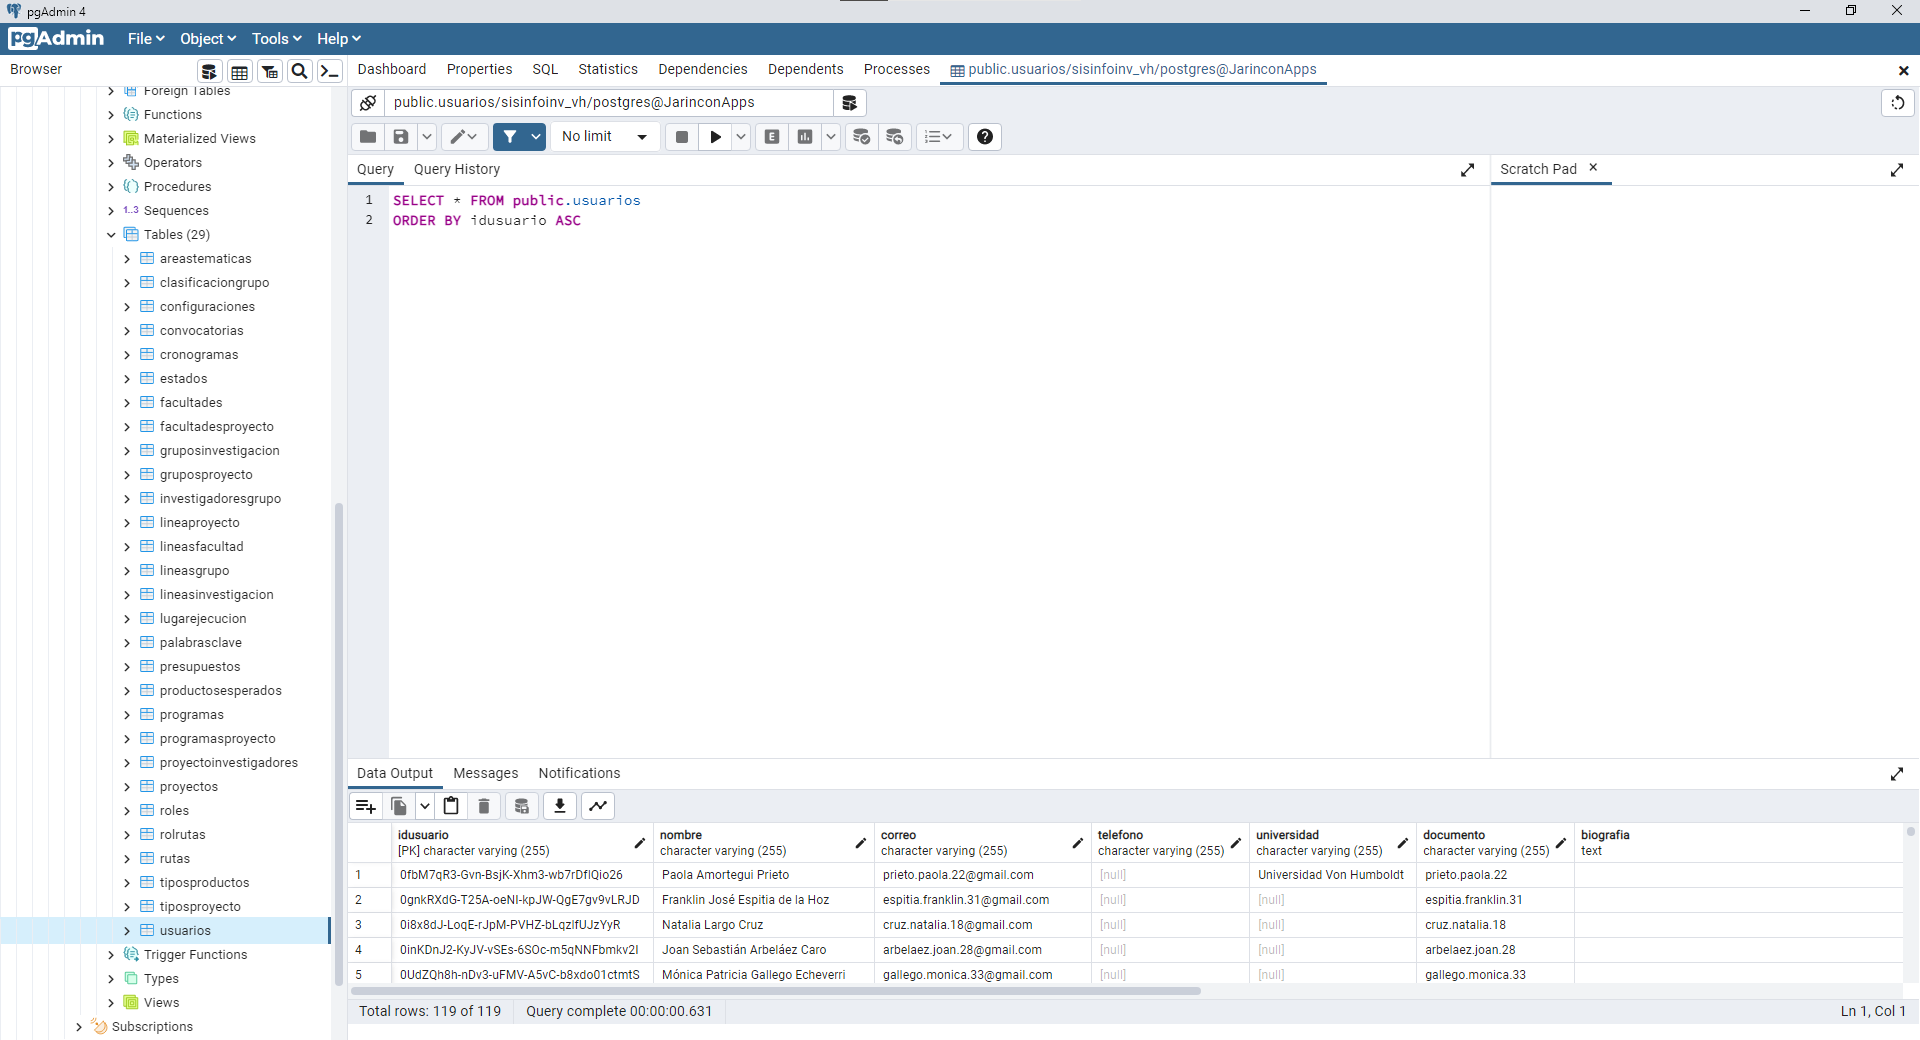 pgAdmin 4
pgAdmin File Object Tools Help
Browser
Dashboard Properties SQL Statistics Dependencies Dependents Processes public.usuarios/sisinfoinv_vh/postgres@JarinconApps
public.usuarios/sisinfoinv_vh/postgres@JarinconApps
No limit
E
Query Query History
Scratch Pad
1 SELECT * FROM public.usuarios
2 ORDER BY idusuario ASC
Foreign Tables
Functions
Materialized Views
Operators
Procedures
1..3 Sequences
Tables (29)
areastematicas
clasificaciongrupo
configuraciones
convocatorias
cronogramas
estados
facultades
facultadesproyecto
gruposinvestigacion
gruposproyecto
investigadoresgrupo
lineaproyecto
lineasfacultad
lineasgrupo
lineasinvestigacion
lugarejecucion
palabrasclave
presupuestos
productosesperados
programas
programasproyecto
proyectoinvestigadores
proyectos
roles
rolrutas
rutas
tiposproductos
tiposproyecto
usuarios
Trigger Functions
Types
Views
Subscriptions
Data Output Messages Notifications
idusuario nombre correo telefono universidad documento biografia
[PK] character varying (255) character varying (255) character varying (255) character varying (255) character varying (255) character varying (255) text
1 0fbM7qR3-Gvn-BsjK-Xhm3-wb7rDflQio26 Paola Amortegui Prieto prieto.paola.22@gmail.com [null] Universidad Von Humboldt prieto.paola.22
2 0gnkRXdG-T25A-oeNI-kpJW-QgE7gv9vLRJD Franklin José Espitia de la Hoz espitia.franklin.31@gmail.com [null] [null] espitia.franklin.31
3 0i8x8dJ-LoqE-rJpM-PVHZ-bLqzlfUJzYyR Natalia Largo Cruz cruz.natalia.18@gmail.com [null] [null] cruz.natalia.18
4 0inKDnJ2-KyJV-vSEs-6SOc-m5qNNFbmkv2l Joan Sebastián Arbeláez Caro arbelaez.joan.28@gmail.com [null] [null] arbelaez.joan.28
5 0UdZQh8h-nDv3-uFMV-A5vC-b8xdo01ctmtS Mónica Patricia Gallego Echeverri gallego.monica.33@gmail.com [null] [null] gallego.monica.33
Total rows: 119 of 119 Query complete 00:00:00.631
Ln 1, Col 1